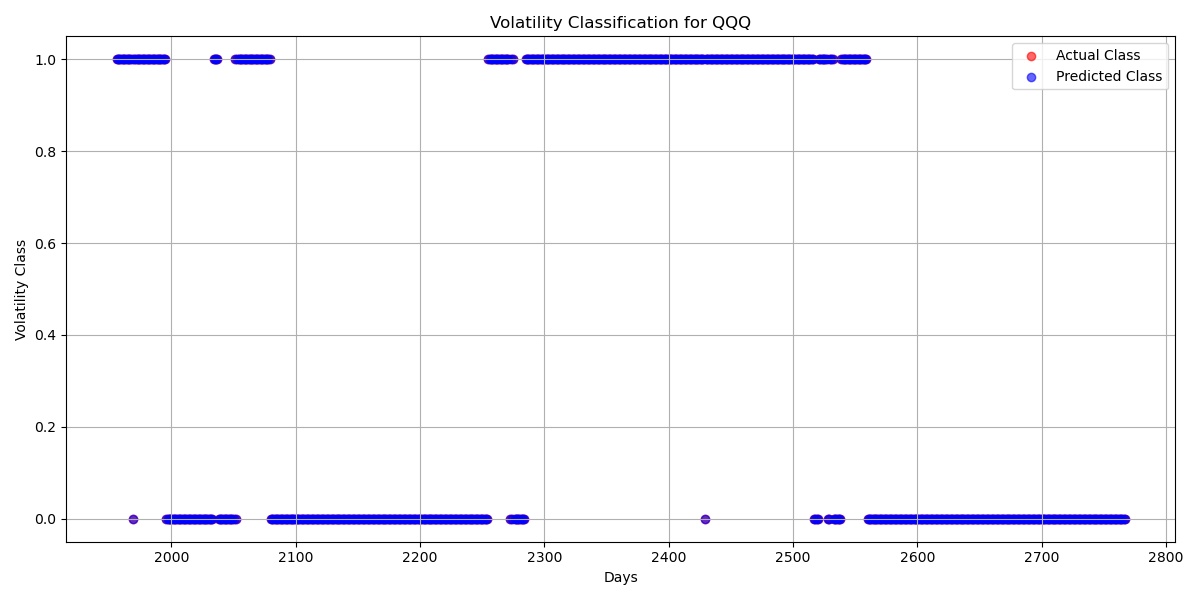 Volatility Classification for QQQ
Actual Class
Predicted Class
Volatility Class
1.0
0.8
0.6
0.4
0.2
0.0
2000 2100 2200 2300 2400 2500 2600 2700 2800
Days